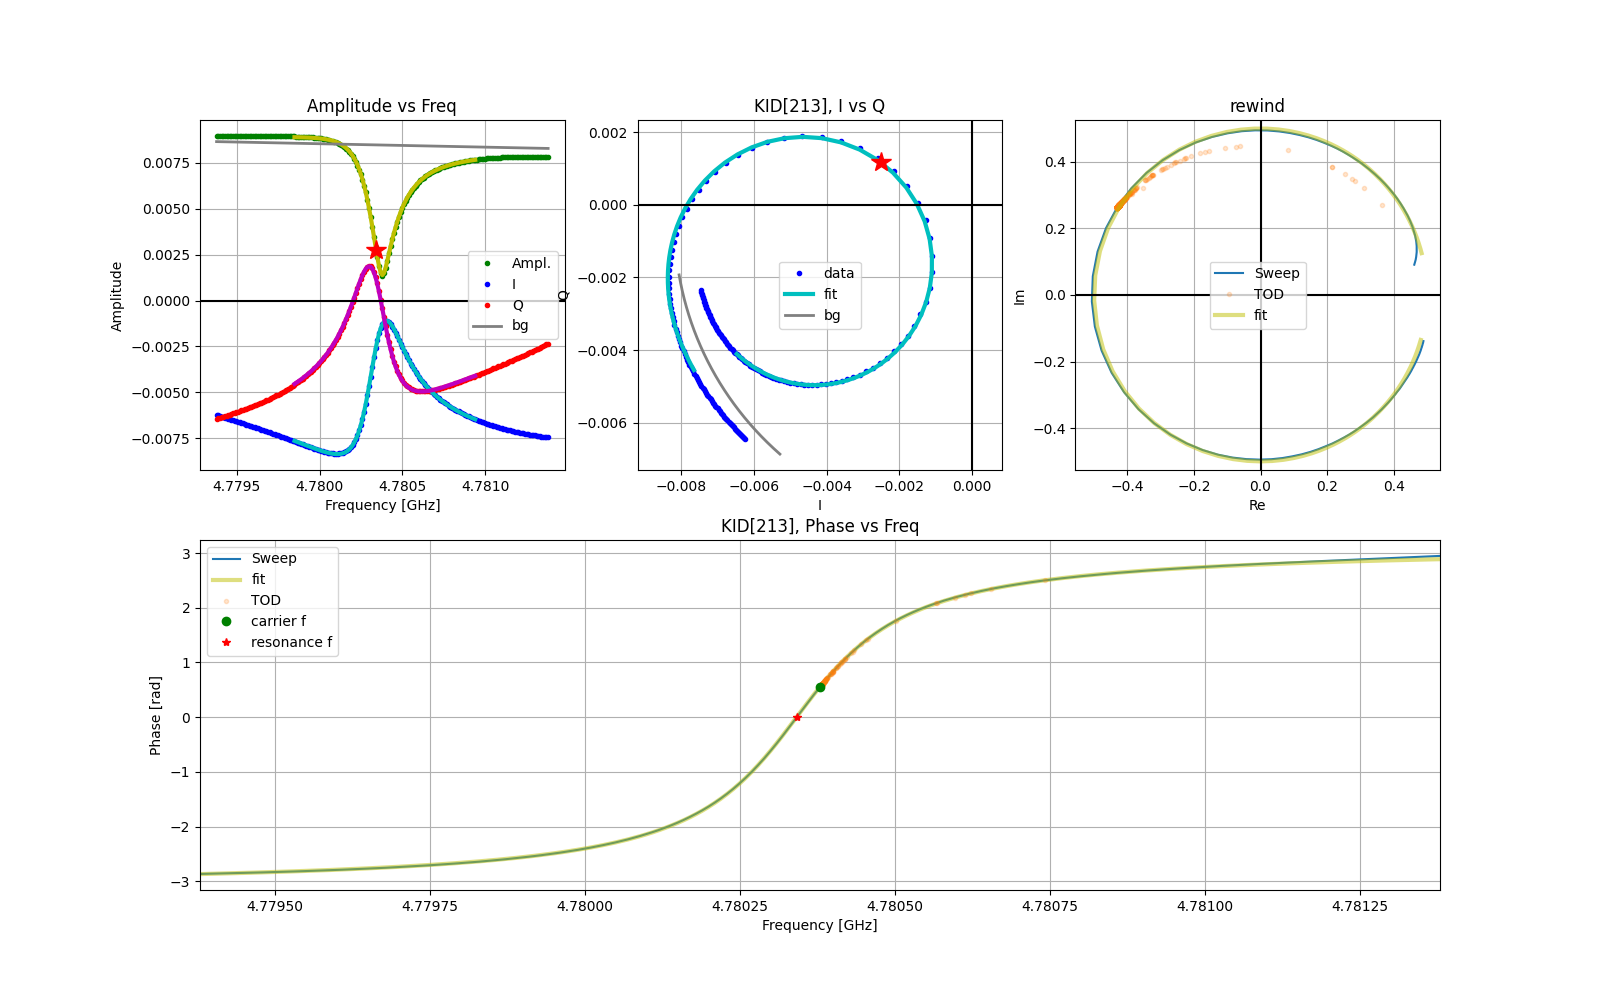 Amplitude vs Freq
Amplitude
0.0075
0.0050
0.0025
0.0000
−0.0025
−0.0050
−0.0075
Ampl.
I
Q
bg
4.7795 4.7800 4.7805 4.7810
Frequency [GHz]
KID[213], I vs Q
Q
0.002
0.000
−0.002
−0.004
−0.006
data
fit
bg
−0.008 −0.006 −0.004 −0.002 0.000
I
rewind
Im
0.4
0.2
0.0
−0.2
−0.4
Sweep
TOD
fit
−0.4 −0.2 0.0 0.2 0.4
Re
KID[213], Phase vs Freq
Phase [rad]
3
2
1
0
−1
−2
−3
Sweep
fit
TOD
carrier f
resonance f
4.77950 4.77975 4.78000 4.78025 4.78050 4.78075 4.78100 4.78125
Frequency [GHz]